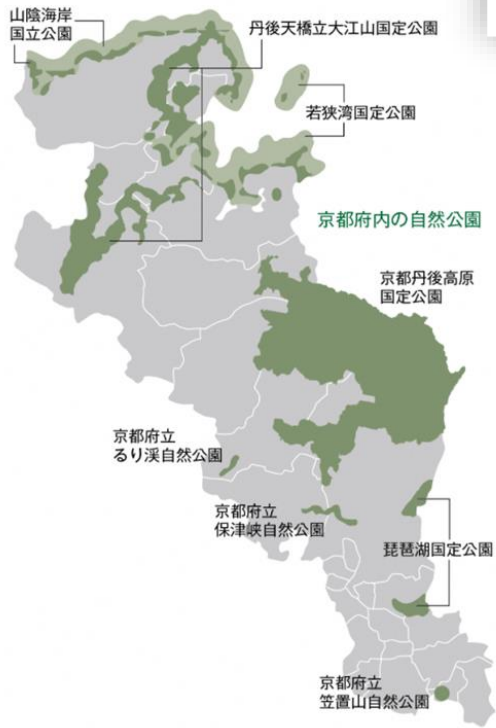 山陰海岸
国立公園
丹後天橋立大江山国定公園
若狭湾国定公園
京都府内の自然公園
京都丹後高原
国定公園
京都府立
るり渓自然公園
京都府立
保津峡自然公園
琵琶湖国定公園
京都府立
笠置山自然公園